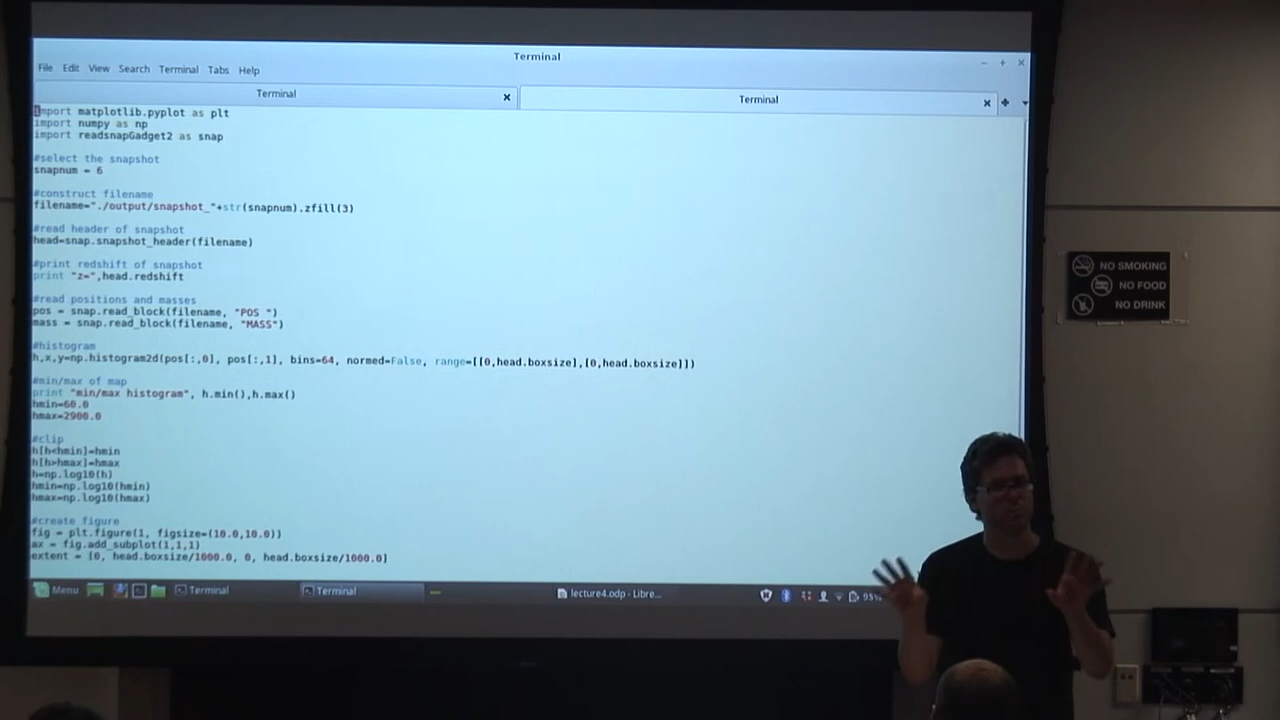 Terminal
File Edit View Search Terminal Tabs Help
Terminal
Terminal
import matplotlib.pyplot as plt
import numpy as np
import readsnapGadget2 as snap
#select the snapshot
snapnum = 6
#construct filename
filename="./output/snapshot_"+str(snapnum).zfill(3)
#read header of snapshot
head=snap.snapshot_header(filename)
#print redshift of snapshot
print "z=",head.redshift
#read positions and masses
pos = snap.read_block(filename, "POS ")
mass = snap.read_block(filename, "MASS")
#histogram
h,x,y=np.histogram2d(pos[:,0], pos[:,1], bins=64, normed=False, range=[[0,head.boxsize],[0,head.boxsize]])
#min/max of map
print "min/max histogram", h.min(),h.max()
hmin=60.0
hmax=2900.0
#clip
h[h<hmin]=hmin
h[h>hmax]=hmax
h=np.log10(h)
hmin=np.log10(hmin)
hmax=np.log10(hmax)
#create figure
fig = plt.figure(1, figsize=(10.0,10.0))
ax = fig.add_subplot(1,1,1)
extent = [0, head.boxsize/1000.0, 0, head.boxsize/1000.0]
Menu
Terminal
Terminal
lecture4.odp - Libre...
95%
NO SMOKING
NO FOOD
NO DRINK